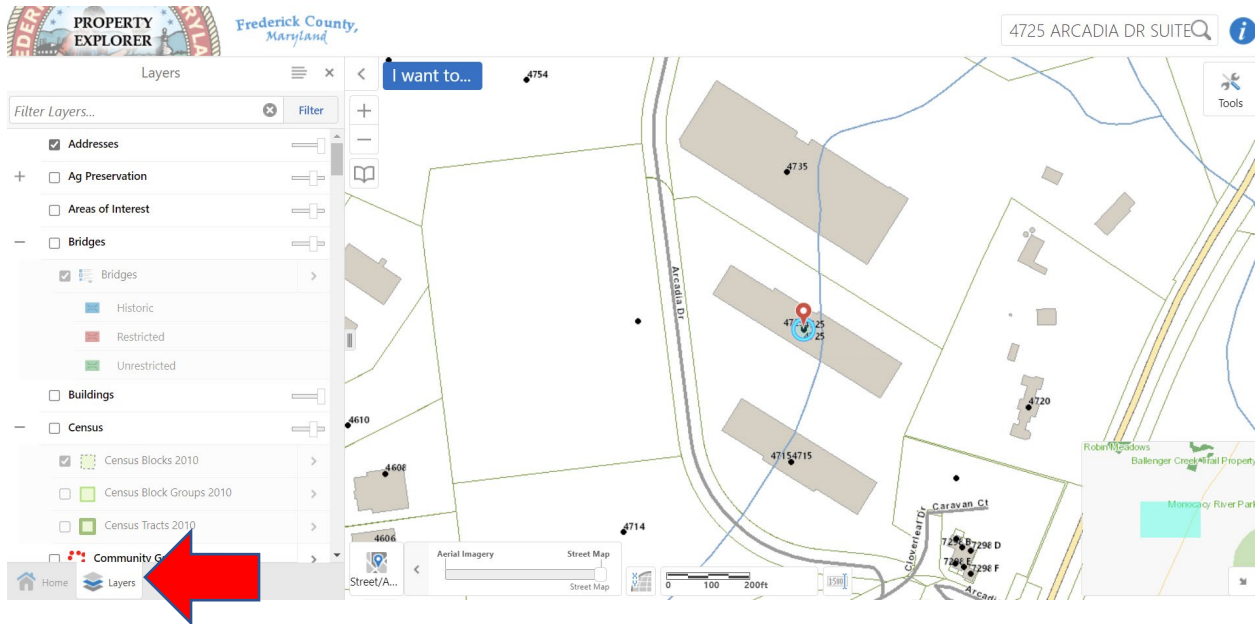 PROPERTY
EXPLORER
Frederick County,
Maryland
4725 ARCADIA DR SUITE
i
Layers
Filter Layers...
Filter
Addresses
Ag Preservation
Areas of Interest
Bridges
Bridges
Historic
Restricted
Unrestricted
Buildings
Census
Census Blocks 2010
Census Block Groups 2010
Census Tracts 2010
Home
Layers
I want to...
Tools
4754
4735
Arcadia Dr
4720
4610
4608
4606
4715 4715
4714
Caravan Ct
Cloverleaf Dr
7298 D
7298 F
Street/A...
Aerial Imagery
Street Map
Street Map
0 100 200ft
Robin Meadows
Ballenger Creek Trail Property
Monocacy River Park